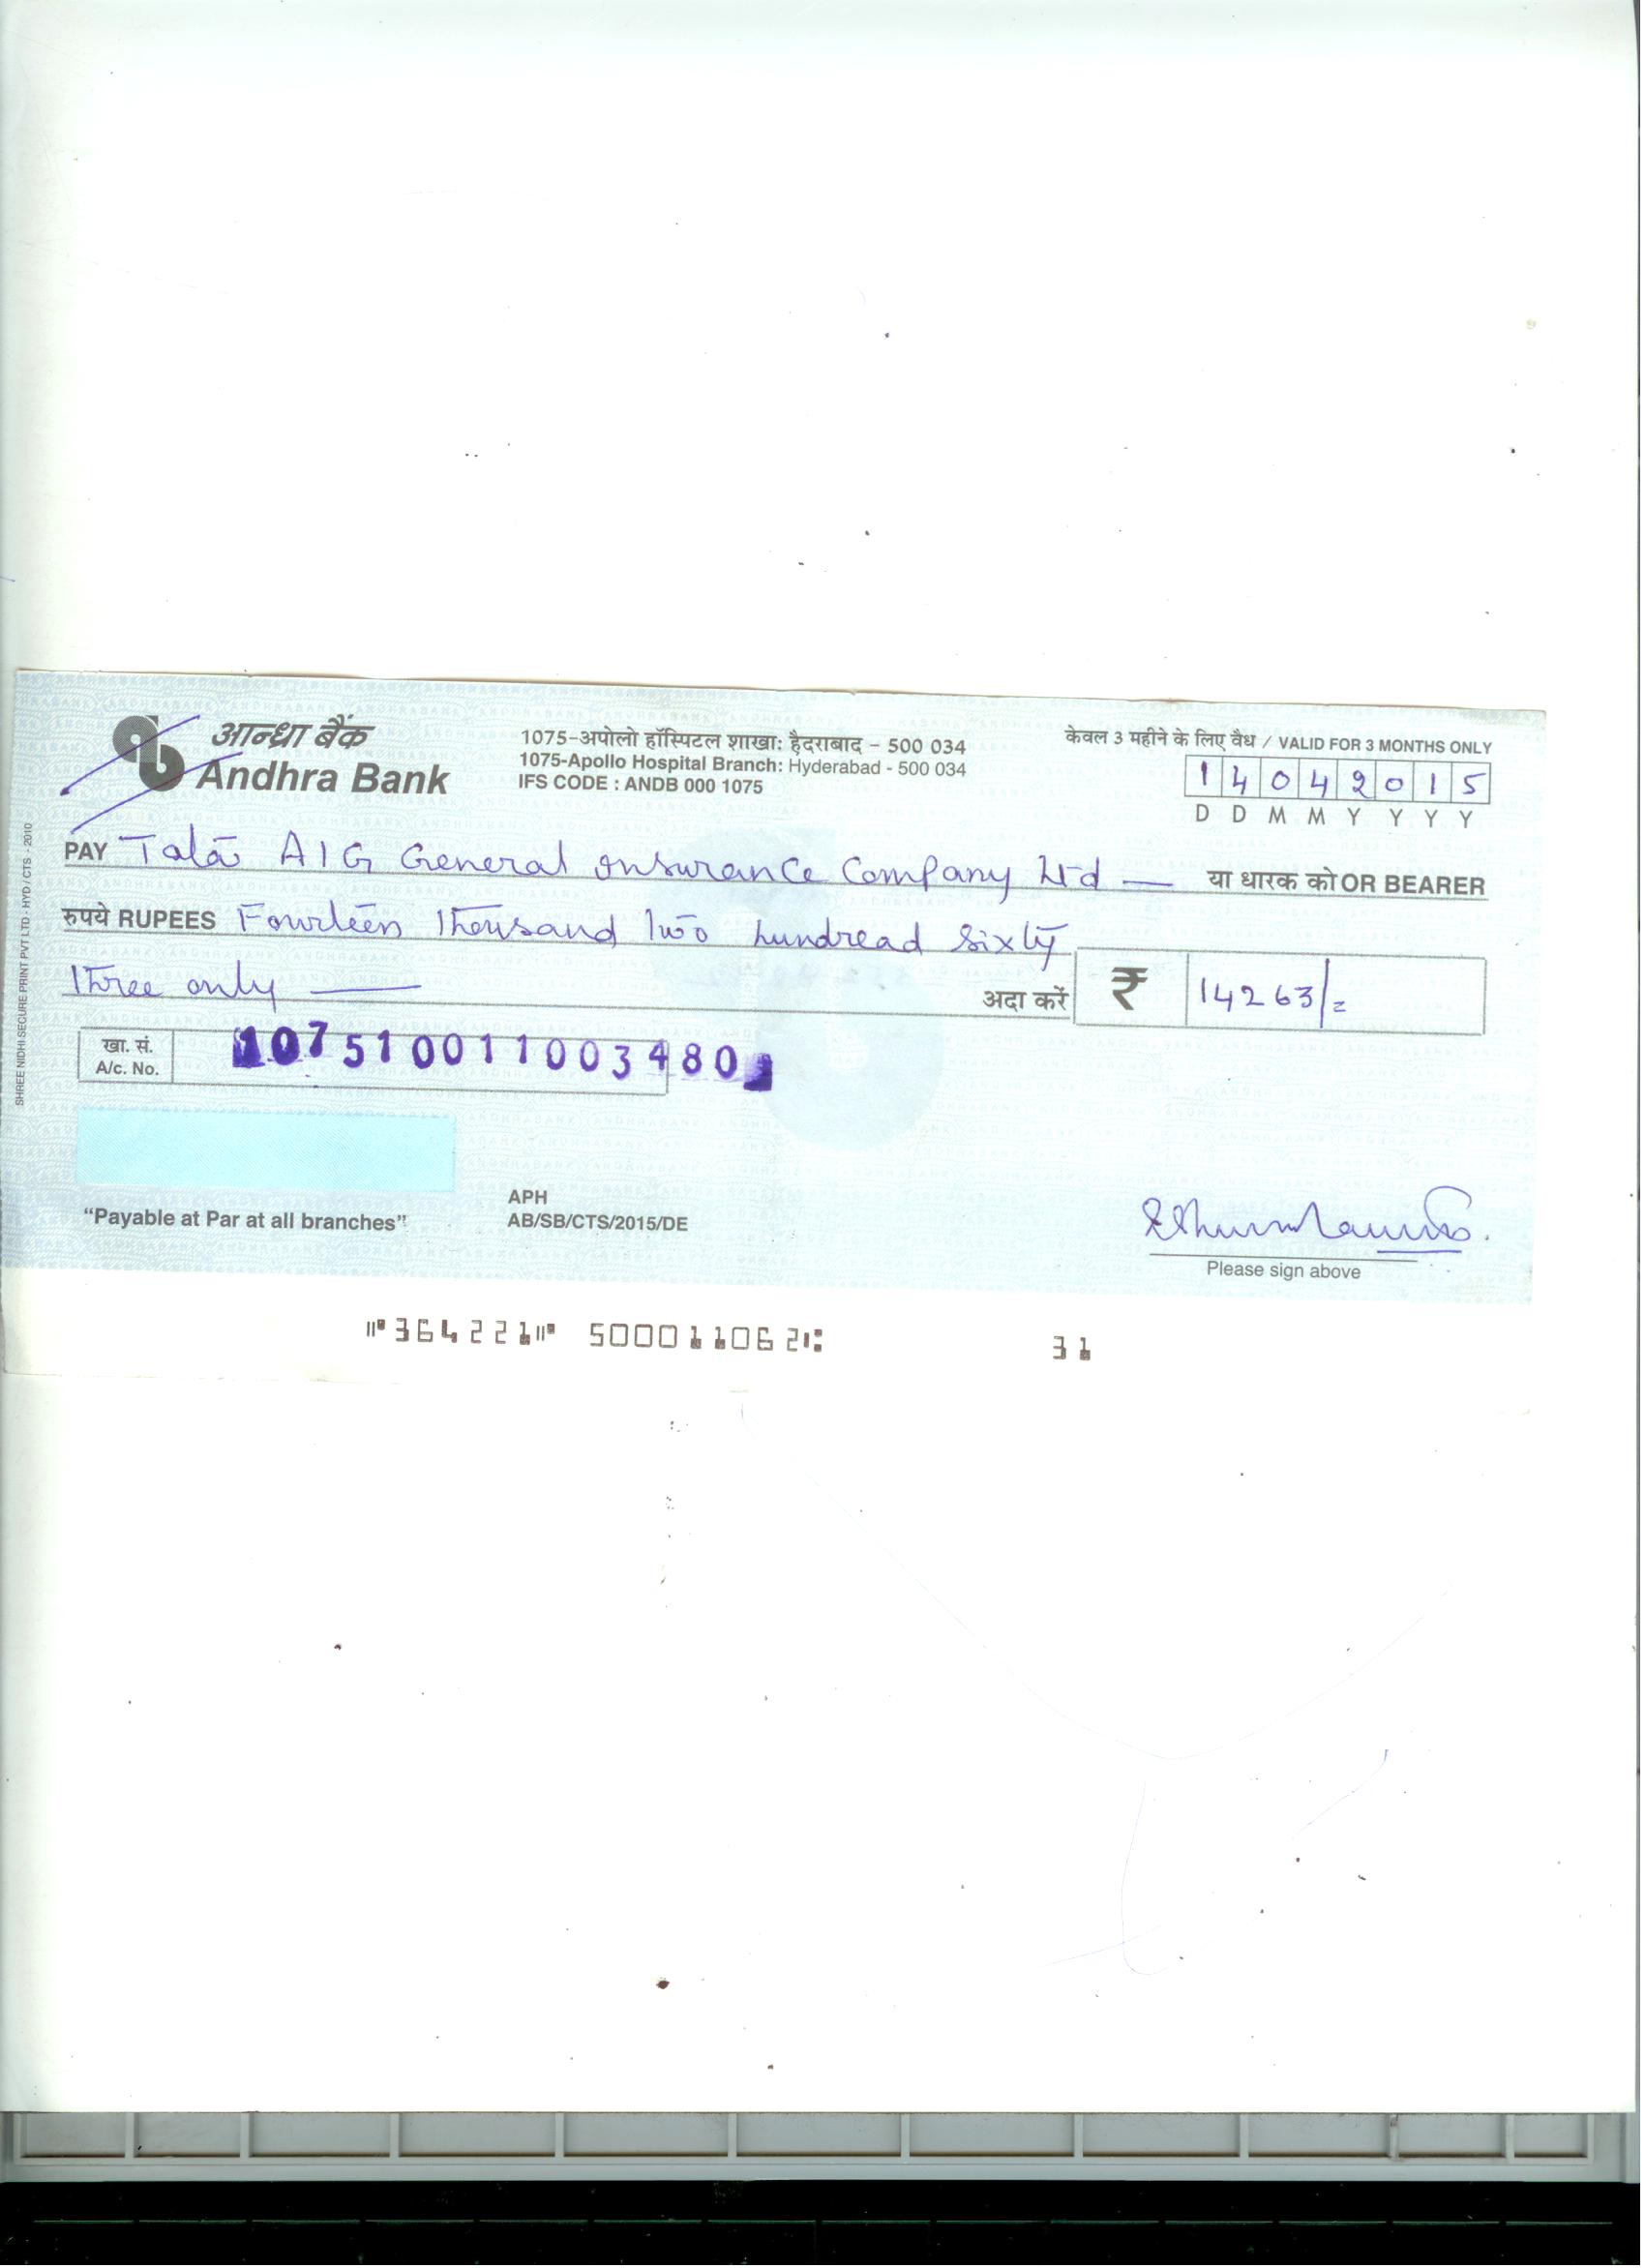 आन्ध्रा बैंक
Andhra Bank
1075-अपोलो हॉस्पिटल शाखाः हैदराबाद - 500 034
1075-Apollo Hospital Branch: Hyderabad - 500 034
IFS CODE : ANDB 000 1075
केवल 3 महीने के लिए वैध / VALID FOR 3 MONTHS ONLY
1 4 0 4 2 0 1 5
D D M M Y Y Y Y
PAY Tata AIG General Insurance Company Ltd — या धारक को OR BEARER
रुपये RUPEES Fourteen Thousand Two hundread Sixty
Three only — अदा करें ₹ 14263/=
खा. सं.
A/c. No. 107510011003480
SHREE NIDHI SECURE PRINT PVT LTD - HYD / CTS - 2010
"Payable at Par at all branches"
APH
AB/SB/CTS/2015/DE
Please sign above
⑈364221⑈ 500011062⑆ 31